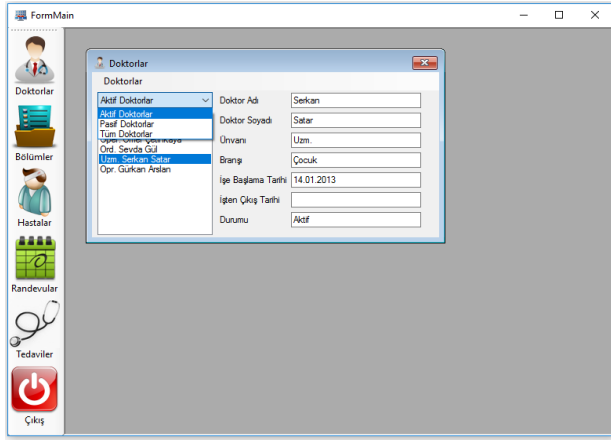 FormMain
Doktorlar
Bölümler
Hastalar
Randevular
Tedaviler
Çıkış
Doktorlar
Doktorlar
Aktif Doktorlar
Aktif Doktorlar
Pasif Doktorlar
Tüm Doktorlar
Ord. Sevda Gül
Uzm. Serkan Satar
Opr. Gürkan Arslan
Doktor Adı Serkan
Doktor Soyadı Satar
Ünvanı Uzm.
Branşı Çocuk
İşe Başlama Tarihi 14.01.2013
İşten Çıkış Tarihi
Durumu Aktif